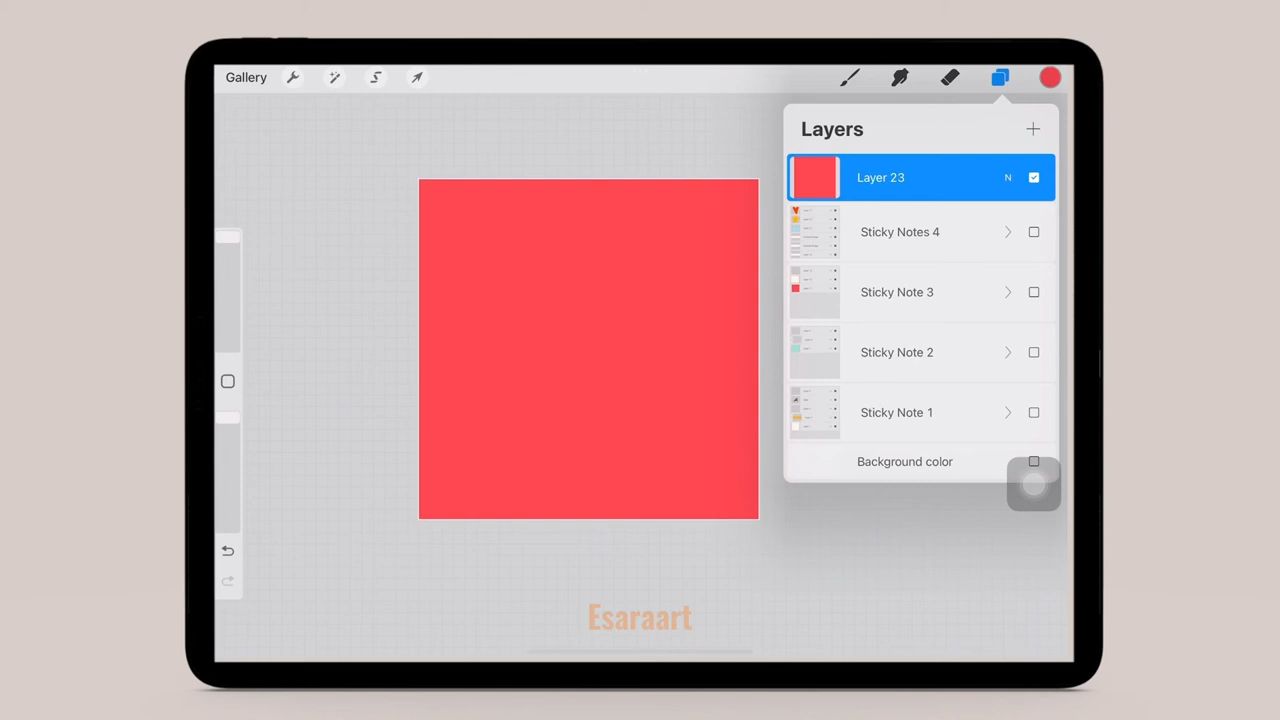 Gallery
Layers
Layer 23 N
Sticky Notes 4
Sticky Note 3
Sticky Note 2
Sticky Note 1
Background color
Esaraart